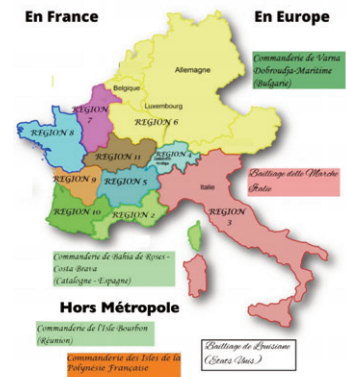 En France
En Europe
Allemagne
Commanderie de Varna
Dobroudja-Maritime
(Bulgarie)
Belgique
Luxembourg
REGION
7
REGION 6
REGION 8
REGION 11
REGION 4
REGION 9
REGION 5
REGION 10
REGION 2
Italie
REGION
3
Bailliage delle Marche
Italie
Commanderie de Bahia de Roses -
Costa Brava
(Catalogne - Espagne)
Hors Métropole
Commanderie de l'Isle Bourbon
(Réunion)
Commanderie des Isles de la
Polynésie Française
Bailliage de Louisiane
(Etats Unis)